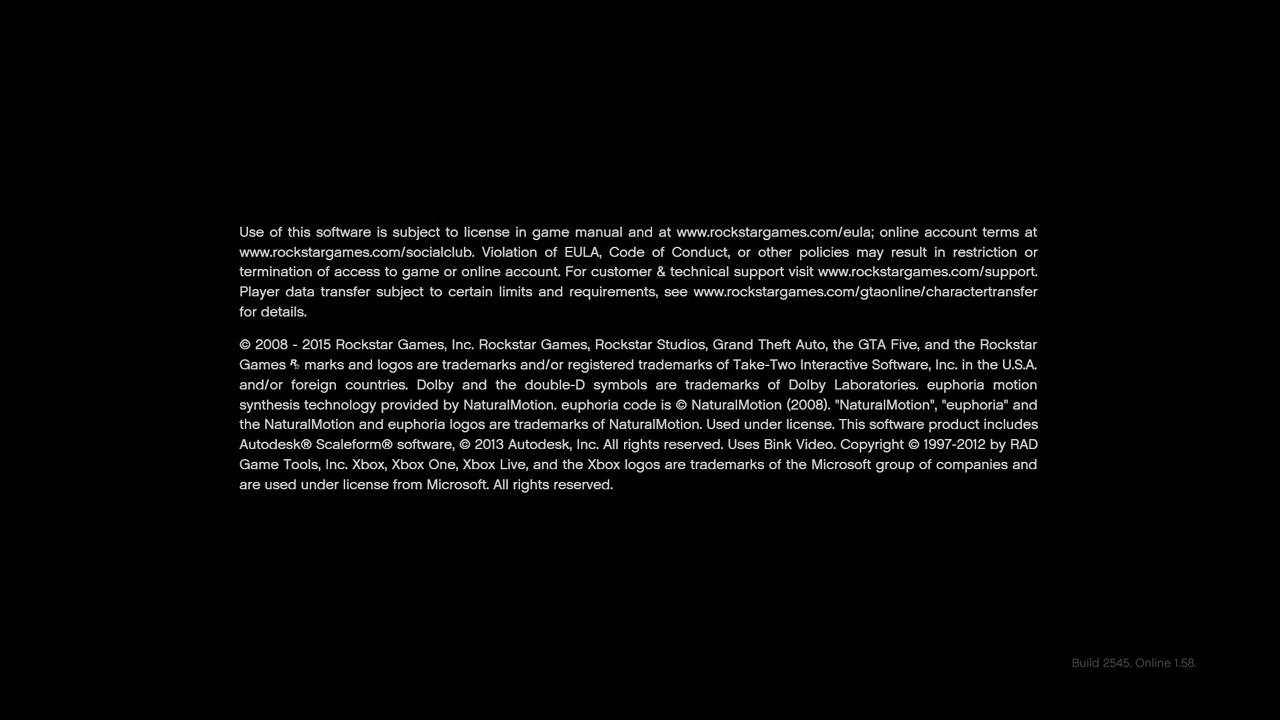 Use of this software is subject to license in game manual and at www.rockstargames.com/eula; online account terms at
www.rockstargames.com/socialclub. Violation of EULA, Code of Conduct, or other policies may result in restriction or
termination of access to game or online account. For customer & technical support visit www.rockstargames.com/support.
Player data transfer subject to certain limits and requirements, see www.rockstargames.com/gtaonline/charactertransfer
for details.
© 2008 - 2015 Rockstar Games, Inc. Rockstar Games, Rockstar Studios, Grand Theft Auto, the GTA Five, and the Rockstar
Games R* marks and logos are trademarks and/or registered trademarks of Take-Two Interactive Software, Inc. in the U.S.A.
and/or foreign countries. Dolby and the double-D symbols are trademarks of Dolby Laboratories. euphoria motion
synthesis technology provided by NaturalMotion. euphoria code is © NaturalMotion (2008). "NaturalMotion", "euphoria" and
the NaturalMotion and euphoria logos are trademarks of NaturalMotion. Used under license. This software product includes
Autodesk® Scaleform® software, © 2013 Autodesk, Inc. All rights reserved. Uses Bink Video. Copyright © 1997-2012 by RAD
Game Tools, Inc. Xbox, Xbox One, Xbox Live, and the Xbox logos are trademarks of the Microsoft group of companies and
are used under license from Microsoft. All rights reserved.
Build 2545. Online 1.58.